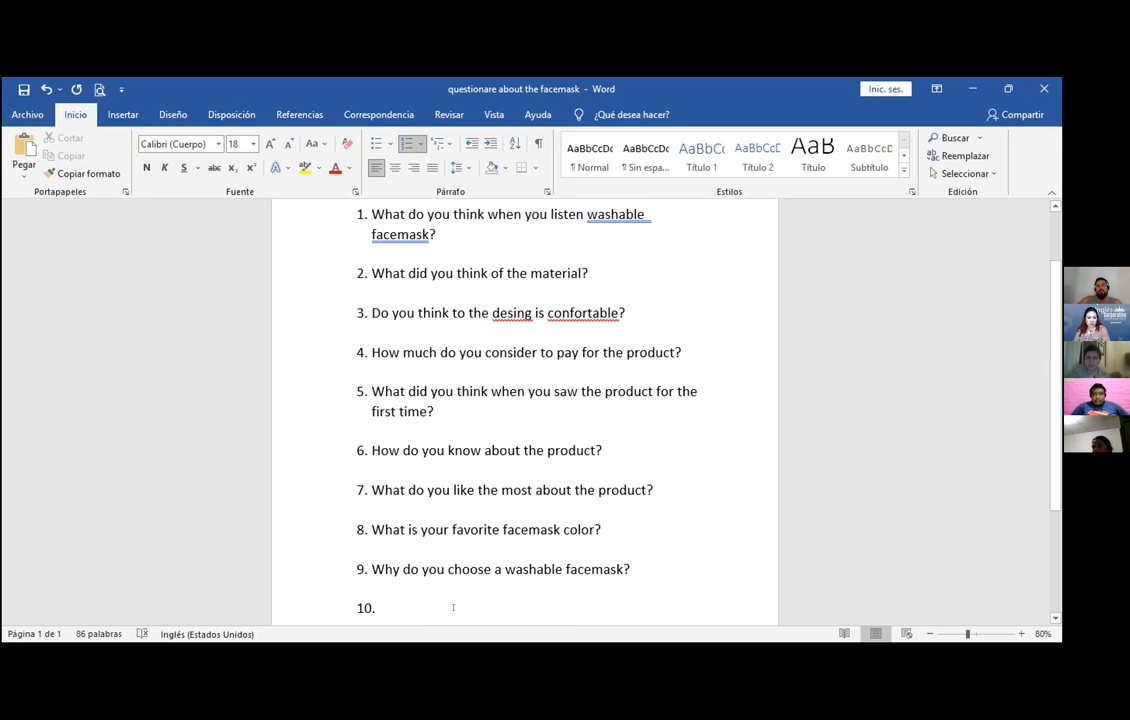 questionare about the facemask - Word
Inic. ses.
Archivo Inicio Insertar Diseño Disposición Referencias Correspondencia Revisar Vista Ayuda ¿Qué desea hacer? Compartir
Pegar
Cortar
Copiar
Copiar formato
Portapapeles
Calibri (Cuerpo) 18
Aa
N K S abc x₂ x²
Fuente
Párrafo
AaBbCcDc AaBbCcDc AaBbCc AaBbCcC AaB AaBbCcD
¶ Normal ¶ Sin espa... Título 1 Título 2 Título Subtítulo
Estilos
Buscar
Reemplazar
Seleccionar
Edición
1. What do you think when you listen washable
facemask?
2. What did you think of the material?
3. Do you think to the desing is confortable?
4. How much do you consider to pay for the product?
5. What did you think when you saw the product for the
first time?
6. How do you know about the product?
7. What do you like the most about the product?
8. What is your favorite facemask color?
9. Why do you choose a washable facemask?
10.
Página 1 de 1 86 palabras Inglés (Estados Unidos) 80%